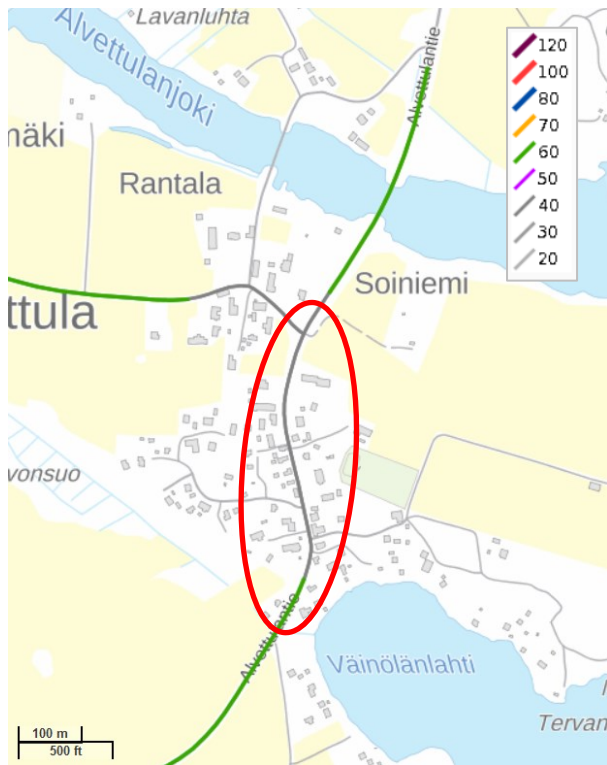 Lavanluhta
Alvettulanjoki
Alvettulantie
mäki
Rantala
Soiniemi
ttula
vonsuo
Alvettulantie
Väinölänlahti
Tervan
120
100
80
70
60
50
40
30
20
100 m
500 ft